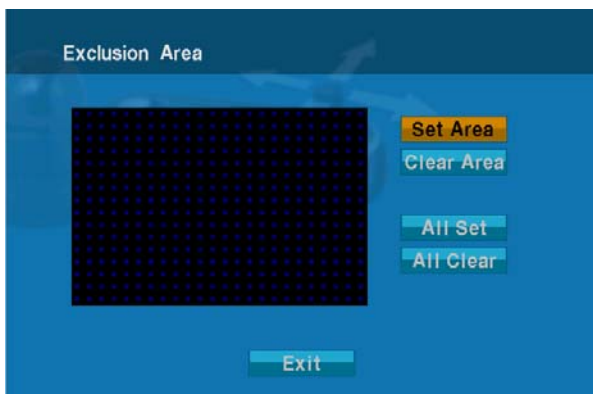 Exclusion Area
Set Area
Clear Area
All Set
All Clear
Exit